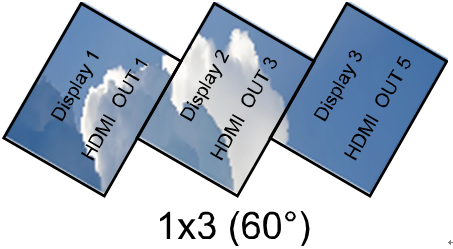 Display 1
HDMI OUT 1
Display 2
HDMI OUT 3
Display 3
HDMI OUT 5
1x3 (60°)